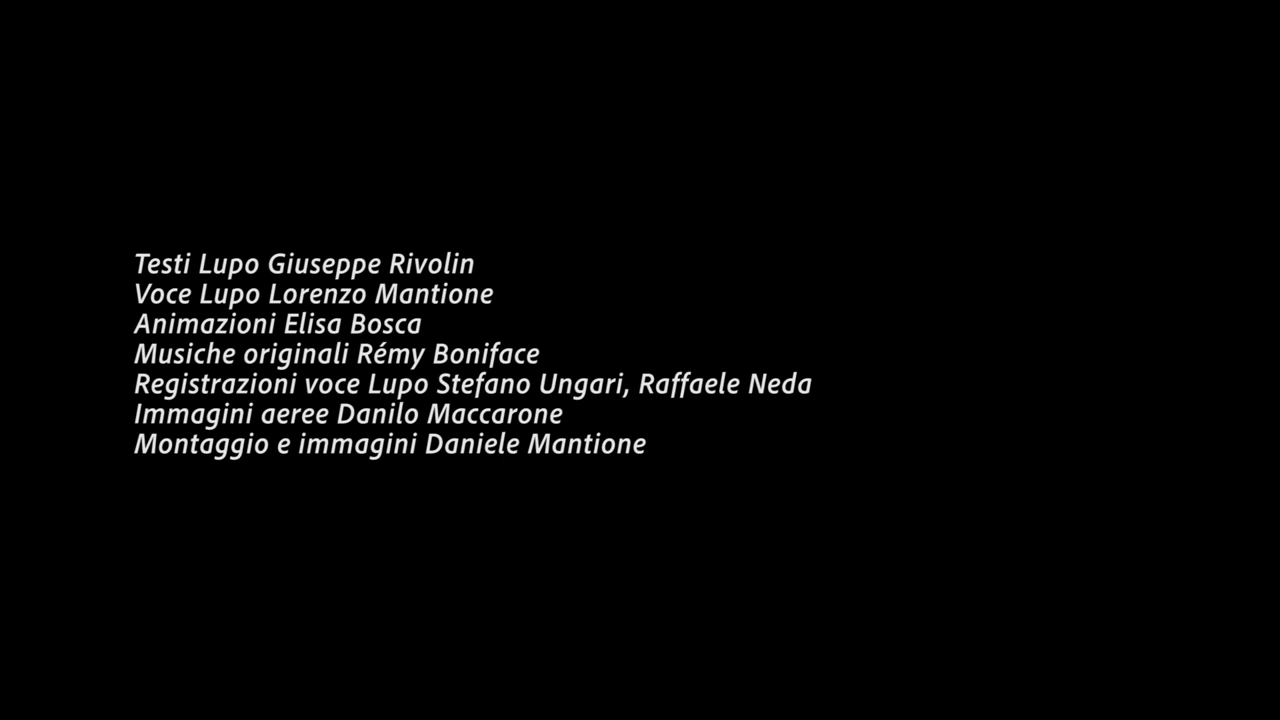 Testi Lupo Giuseppe Rivolin
Voce Lupo Lorenzo Mantione
Animazioni Elisa Bosca
Musiche originali Rémy Boniface
Registrazioni voce Lupo Stefano Ungari, Raffaele Neda
Immagini aeree Danilo Maccarone
Montaggio e immagini Daniele Mantione